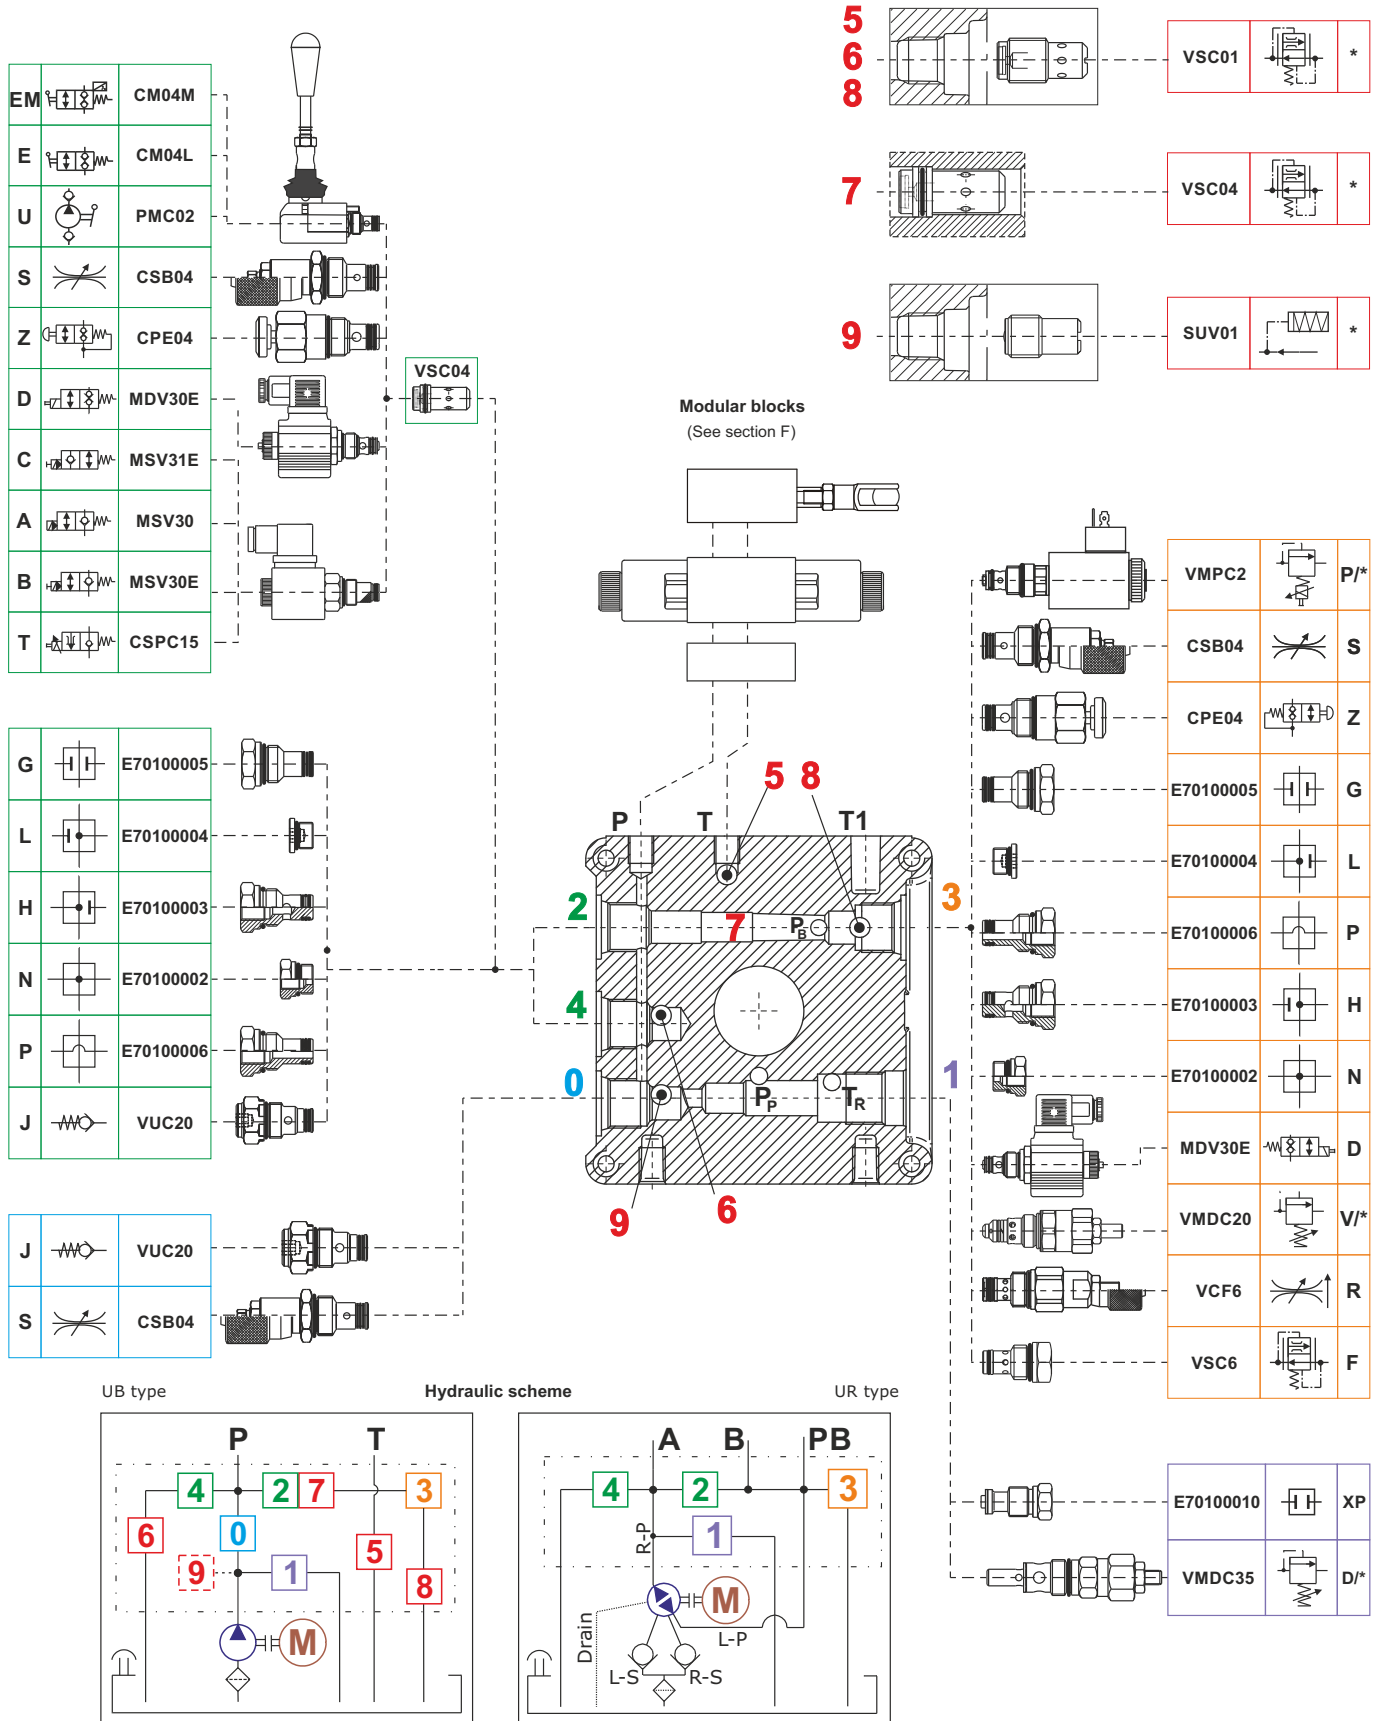 5
6
8
VSC01 *
7
VSC04 *
9
SUV01 *
EM CM04M
E CM04L
U PMC02
S CSB04
Z CPE04
D MDV30E
C MSV31E
A MSV30
B MSV30E
T CSPC15
VSC04
Modular blocks
(See section F)
G E70100005
L E70100004
H E70100003
N E70100002
P E70100006
J VUC20
J VUC20
S CSB04
5 8
P T T1
2
7
PB
3
4
0
1
PP
TR
9
6
VMPC2 P/*
CSB04 S
CPE04 Z
E70100005 G
E70100004 L
E70100006 P
E70100003 H
E70100002 N
MDV30E D
VMDC20 V/*
VCF6 R
VSC6 F
E70100010 XP
VMDC35 D/*
UB type
Hydraulic scheme
UR type
P T
4 2 7 3
6 0 5
9 1 8
M
A B PB
4 2 3
R-P
1
M
Drain
L-P
L-S R-S